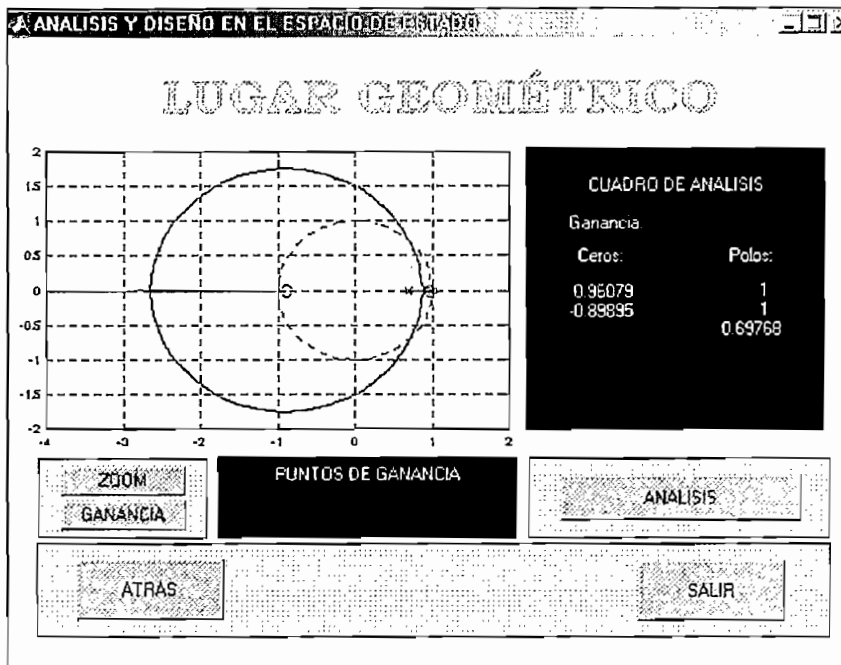 ANALISIS Y DISEÑO EN EL ESPACIO DE ESTADO
LUGAR GEOMÉTRICO
2
1.5
1
0.5
0
-0.5
-1
-1.5
-2
-4 -3 -2 -1 0 1 2
CUADRO DE ANALISIS
Ganancia:
Ceros: Polos:
0.96079 1
-0.89895 1
0.69768
ZOOM
GANANCIA
PUNTOS DE GANANCIA
ANALISIS
ATRAS
SALIR